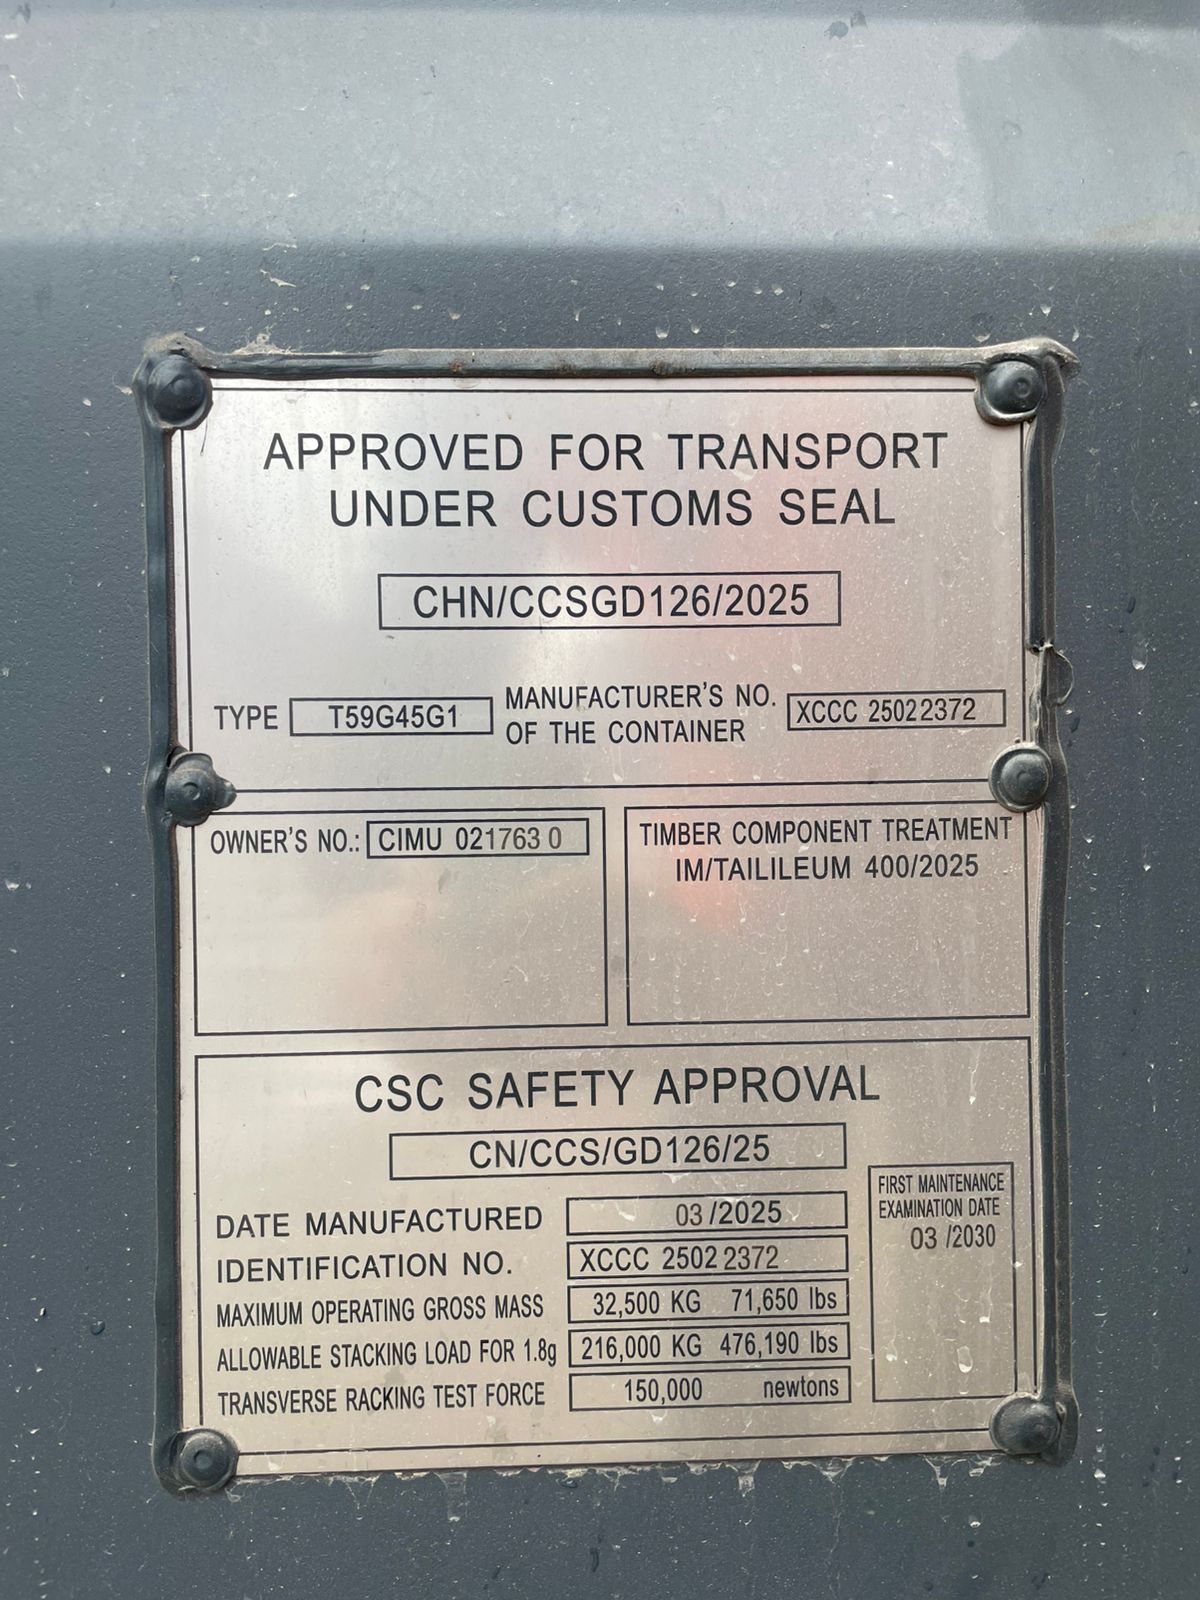 APPROVED FOR TRANSPORT
UNDER CUSTOMS SEAL
CHN/CCSGD126/2025
TYPE T59G45G1 MANUFACTURER'S NO. OF THE CONTAINER XCCC 25022372
OWNER'S NO.: CIMU 021763 0
TIMBER COMPONENT TREATMENT
IM/TAILILEUM 400/2025
CSC SAFETY APPROVAL
CN/CCS/GD126/25
DATE MANUFACTURED 03/2025
IDENTIFICATION NO. XCCC 25022372
MAXIMUM OPERATING GROSS MASS 32,500 KG 71,650 lbs
ALLOWABLE STACKING LOAD FOR 1.8g 216,000 KG 476,190 lbs
TRANSVERSE RACKING TEST FORCE 150,000 newtons
FIRST MAINTENANCE
EXAMINATION DATE
03 /2030